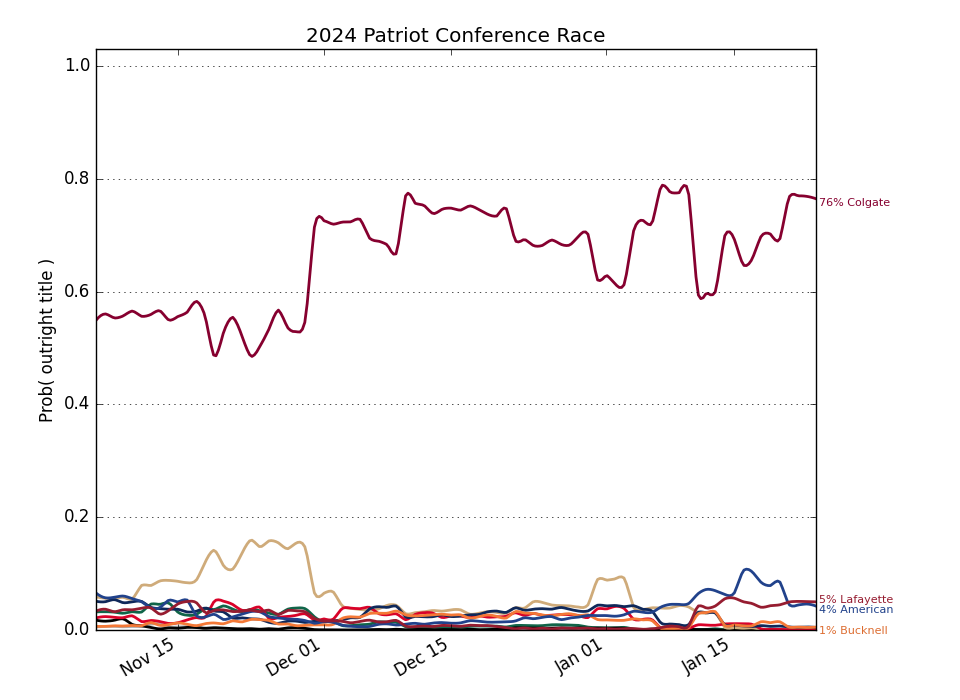 2024 Patriot Conference Race
1.0
0.8
0.6
0.4
0.2
0.0
Prob( outright title )
76% Colgate
5% Lafayette
4% American
1% Bucknell
Nov 15
Dec 01
Dec 15
Jan 01
Jan 15